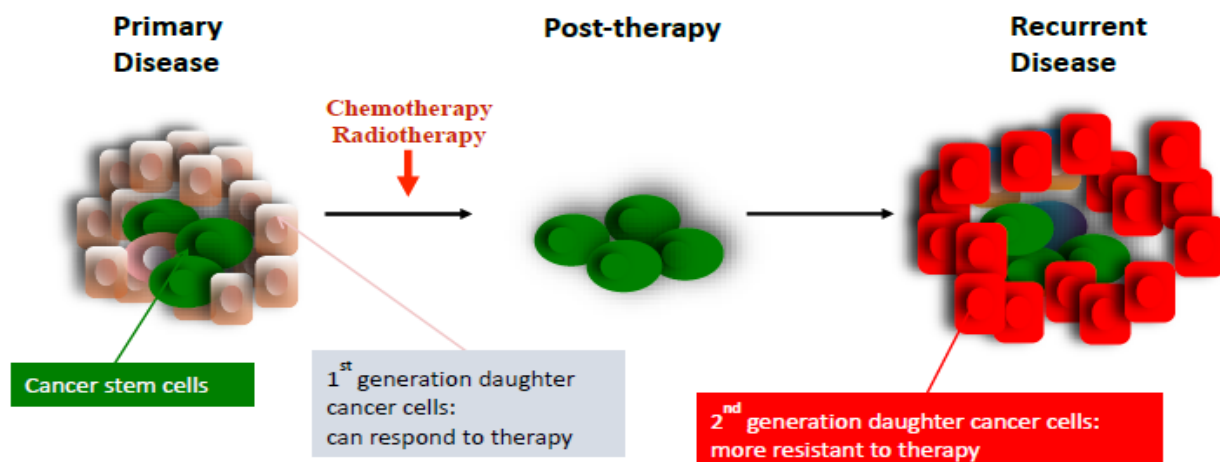 Primary
Disease
Post-therapy
Recurrent
Disease
Chemotherapy
Radiotherapy
Cancer stem cells
1st generation daughter
cancer cells:
can respond to therapy
2nd generation daughter cancer cells:
more resistant to therapy